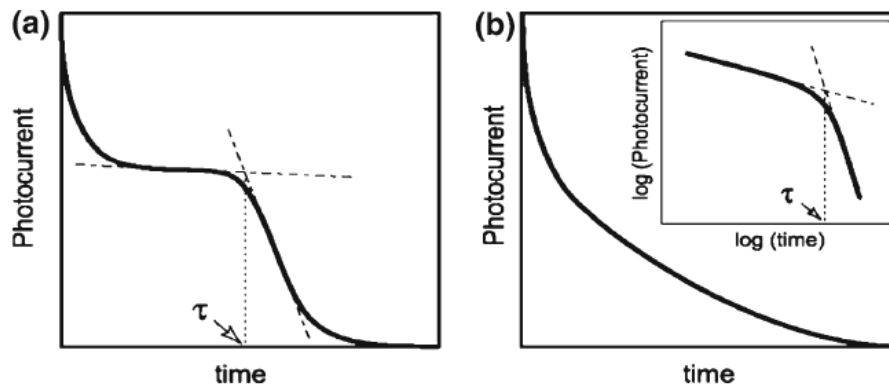 (a)
Photocurrent
τ
time
(b)
Photocurrent
log (Photocurrent)
τ
log (time)
time